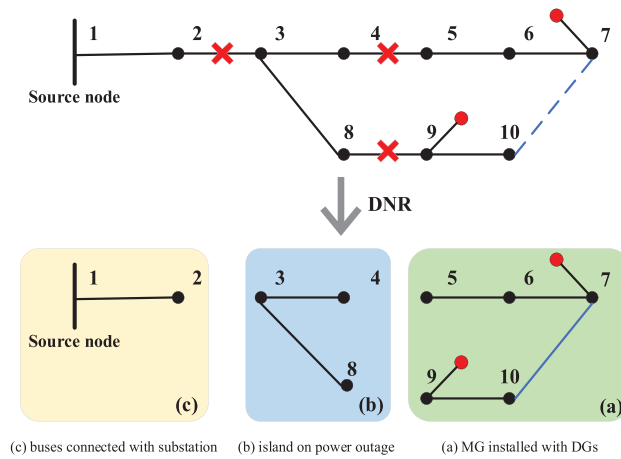 1 2 3 4 5 6 7
Source node
8 9 10
DNR
1 2
Source node
(c)
3 4
8
(b)
5 6 7
9 10
(a)
(c) buses connected with substation
(b) island on power outage
(a) MG installed with DGs